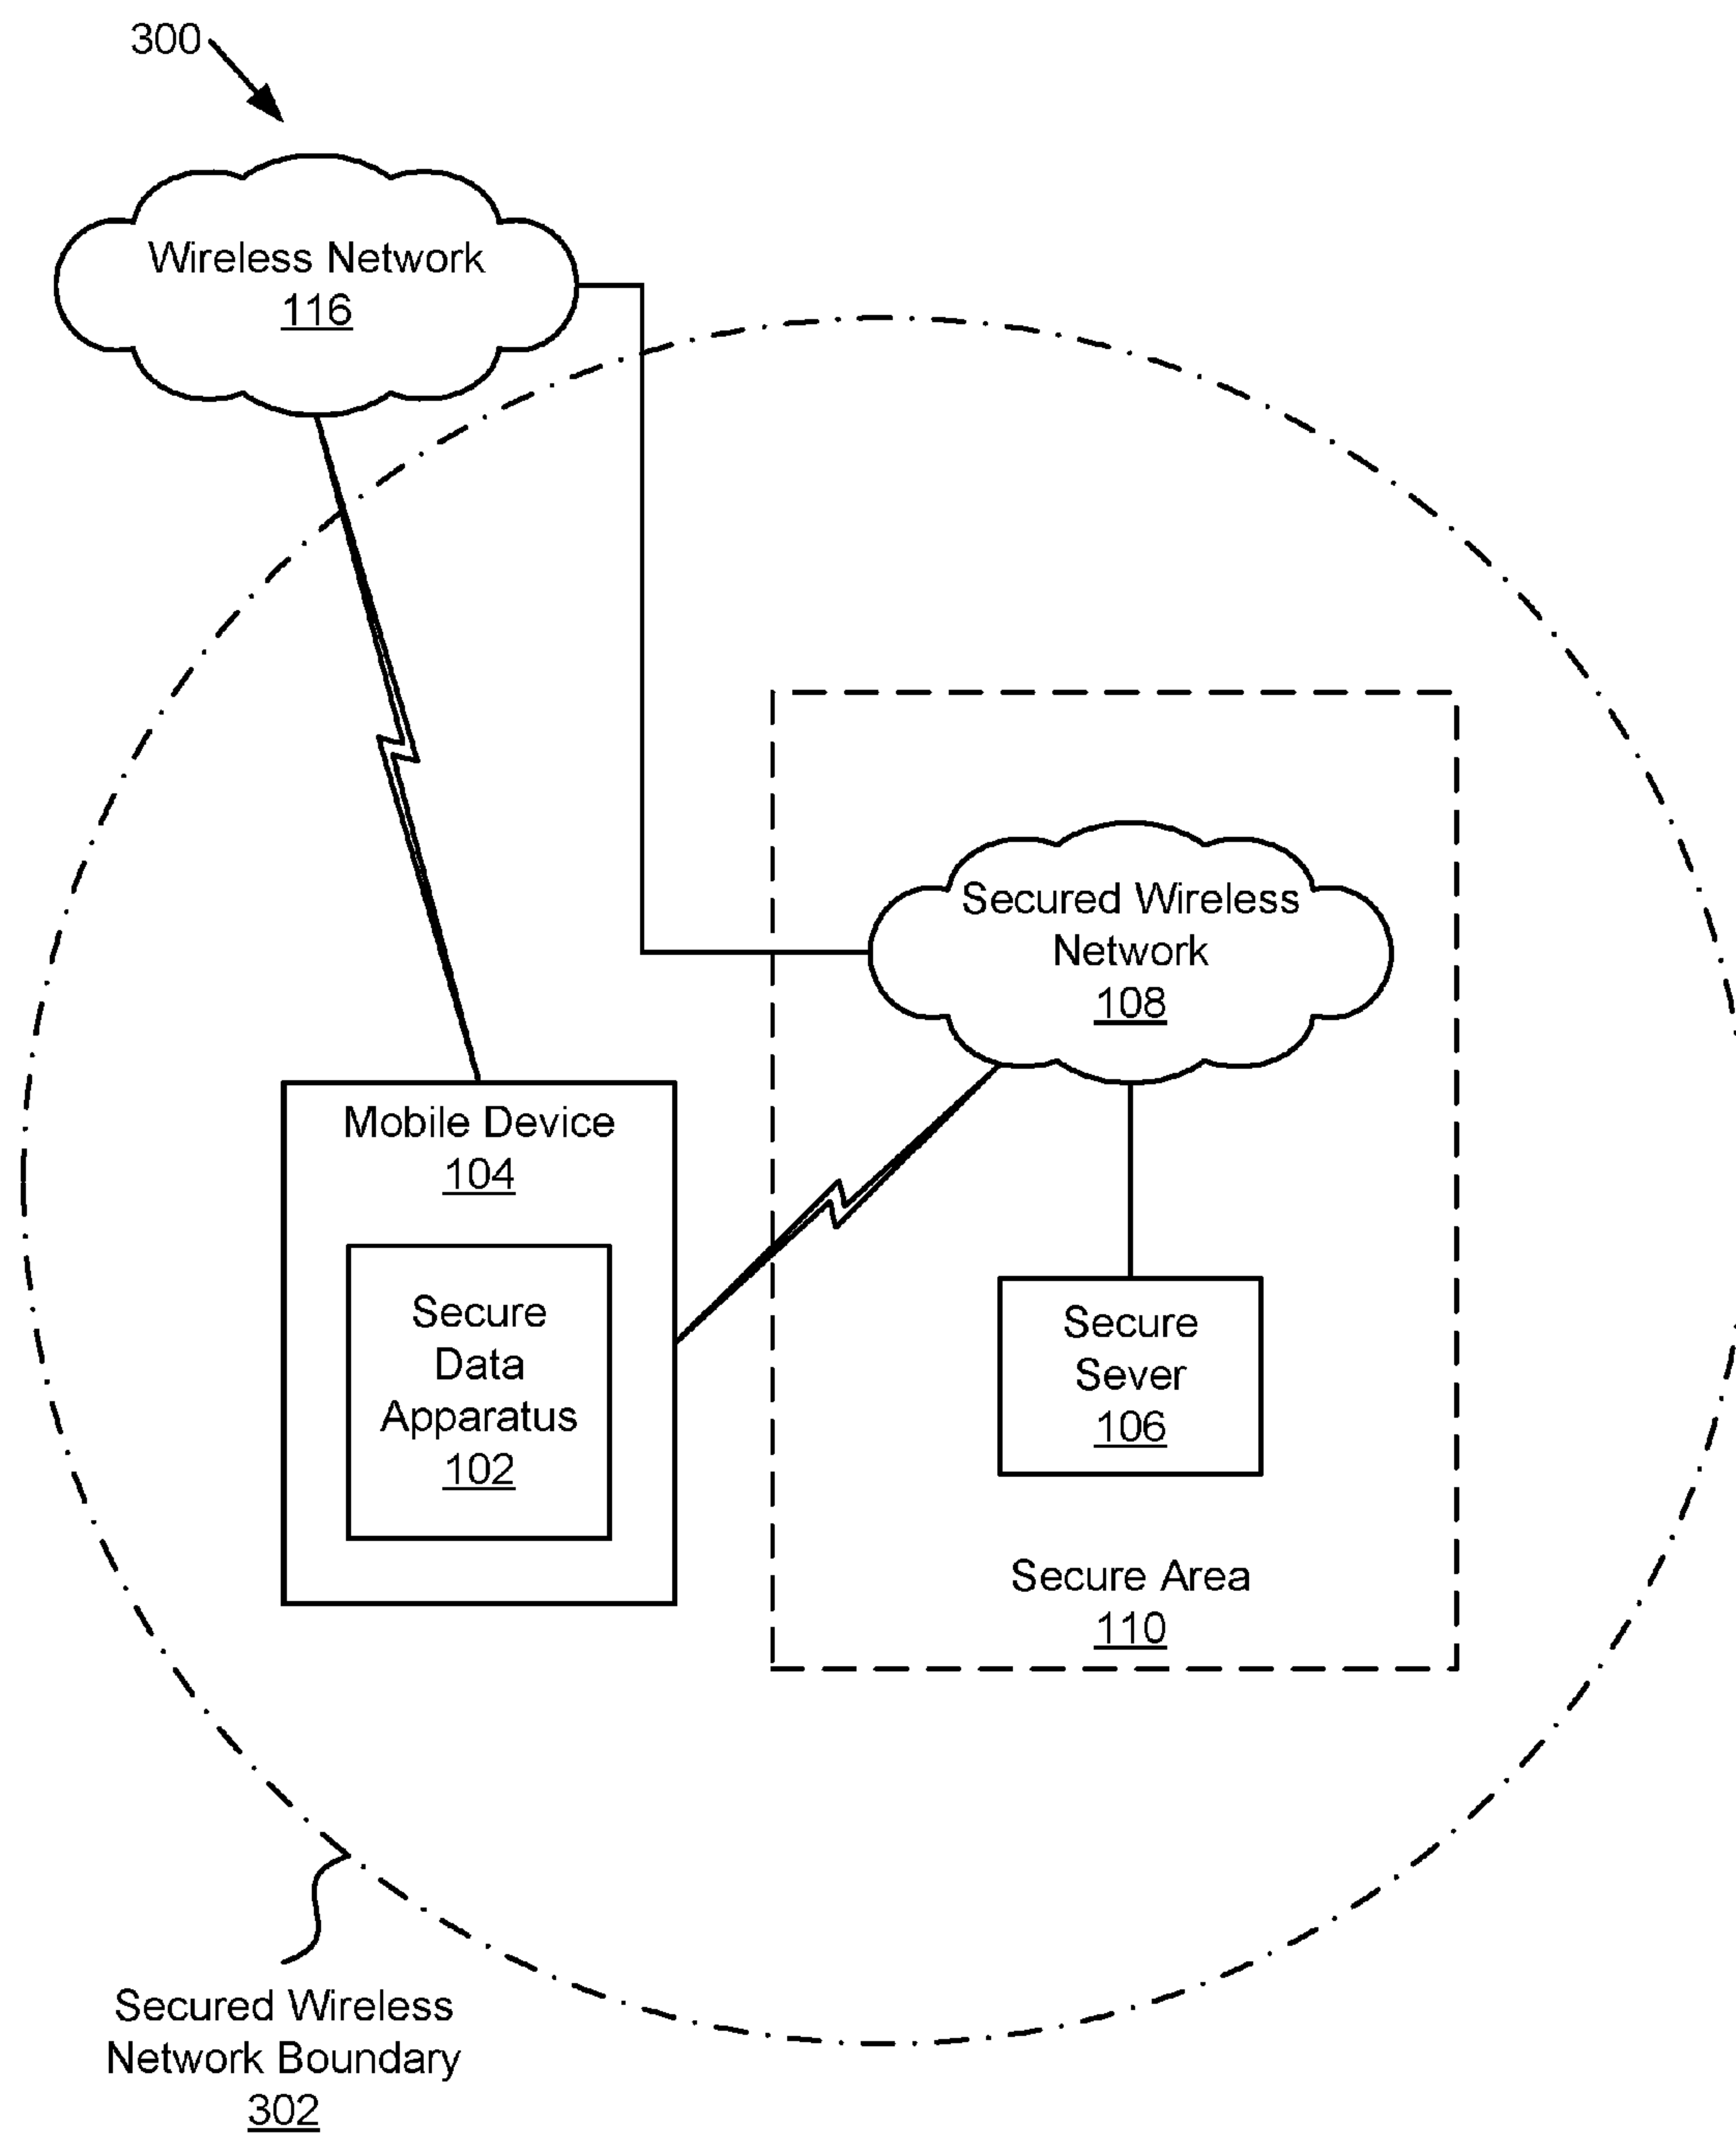 300
Wireless Network
116
Secured Wireless
Network
108
Mobile Device
104
Secure
Data
Apparatus
102
Secure
Sever
106
Secure Area
110
Secured Wireless
Network Boundary
302